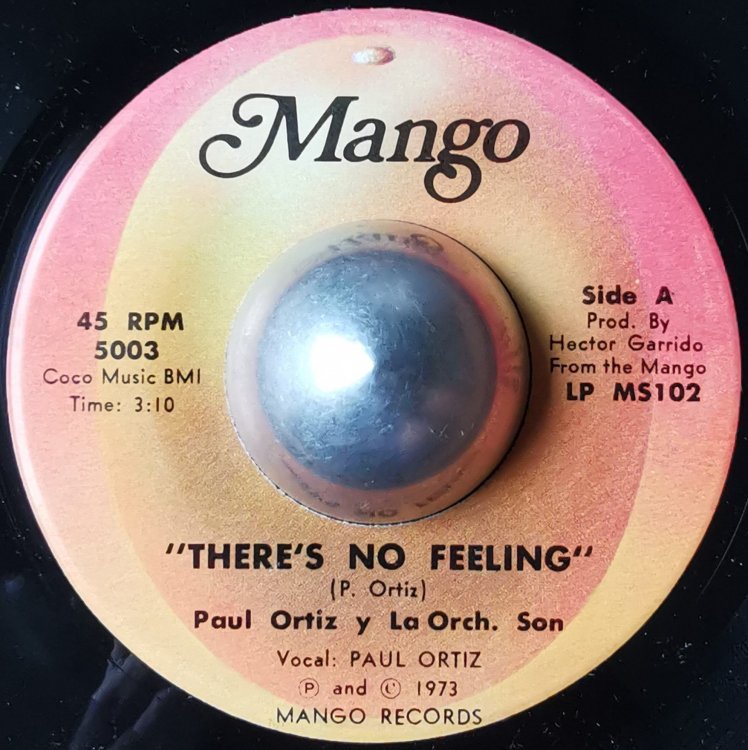 Mango
45 RPM
5003
Coco Music BMI
Time: 3:10
Side A
Prod. By
Hector Garrido
From the Mango
LP MS102
"THERE'S NO FEELING"
(P. Ortiz)
Paul Ortiz y La Orch. Son
Vocal: PAUL ORTIZ
Ⓟ and © 1973
MANGO RECORDS